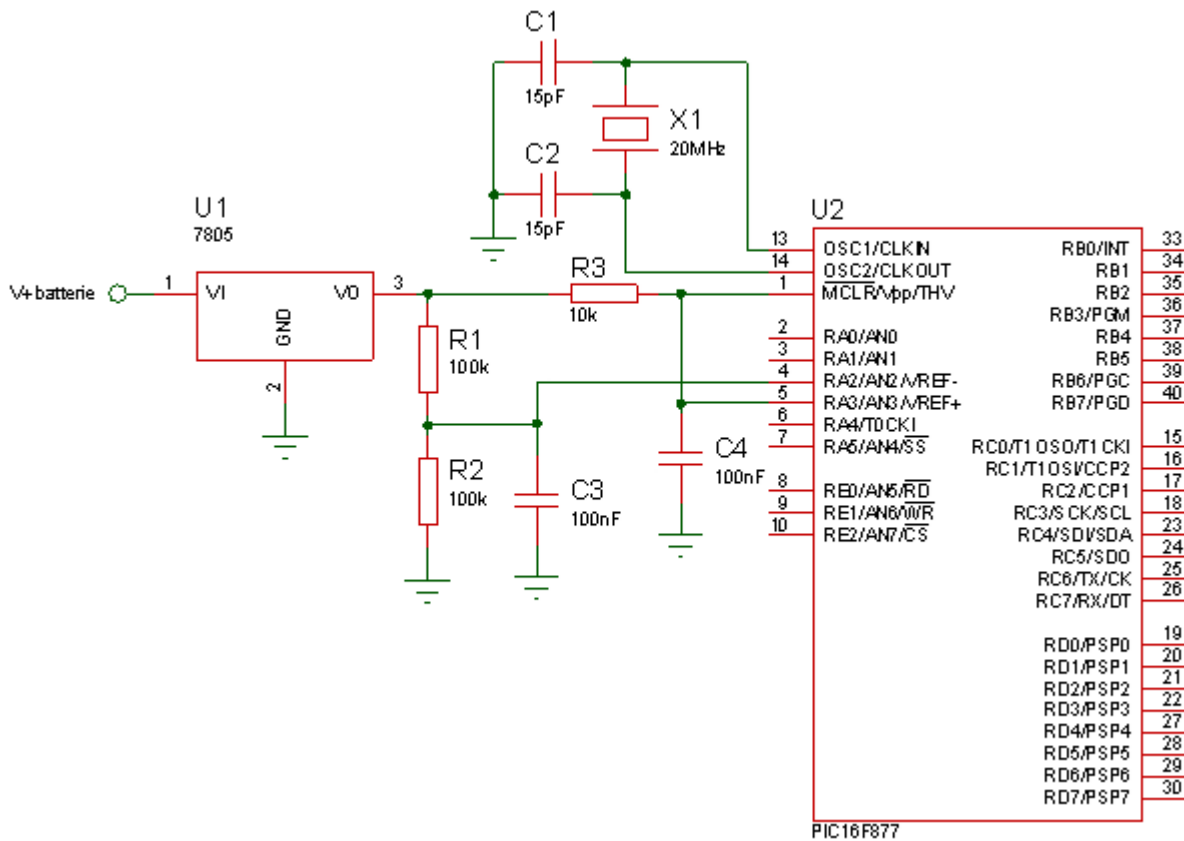 C1
15pF
X1
20MHz
C2
15pF
U1
7805
V+batterie
1
VI
VO
3
GND
2
R1
100k
R2
100k
C3
100nF
R3
10k
C4
100nF
U2
13 OSC1/CLKIN
14 OSC2/CLKOUT
1 MCLR/Vpp/THV
2 RA0/AN0
3 RA1/AN1
4 RA2/AN2/VREF-
5 RA3/AN3/VREF+
6 RA4/T0CKI
7 RA5/AN4/SS
8 RE0/AN5/RD
9 RE1/AN6/WR
10 RE2/AN7/CS
RB0/INT 33
RB1 34
RB2 35
RB3/PGM 36
RB4 37
RB5 38
RB6/PGC 39
RB7/PGD 40
RC0/T1OSO/T1CKI 15
RC1/T1OSI/CCP2 16
RC2/CCP1 17
RC3/SCK/SCL 18
RC4/SDI/SDA 23
RC5/SDO 24
RC6/TX/CK 25
RC7/RX/DT 26
RD0/PSP0 19
RD1/PSP1 20
RD2/PSP2 21
RD3/PSP3 22
RD4/PSP4 27
RD5/PSP5 28
RD6/PSP6 29
RD7/PSP7 30
PIC16F877